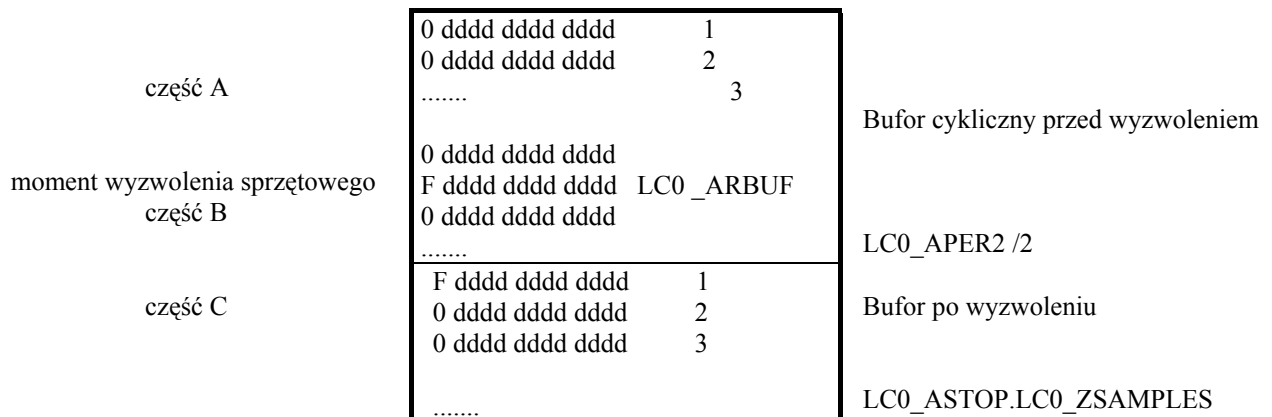 0 dddd dddd dddd 1
0 dddd dddd dddd 2
część A ....... 3
Bufor cykliczny przed wyzwoleniem
0 dddd dddd dddd
moment wyzwolenia sprzętowego F dddd dddd dddd LC0 _ARBUF
część B 0 dddd dddd dddd
LC0_APER2 /2
.......
F dddd dddd dddd 1
część C 0 dddd dddd dddd 2 Bufor po wyzwoleniu
0 dddd dddd dddd 3
....... LC0_ASTOP.LC0_ZSAMPLES